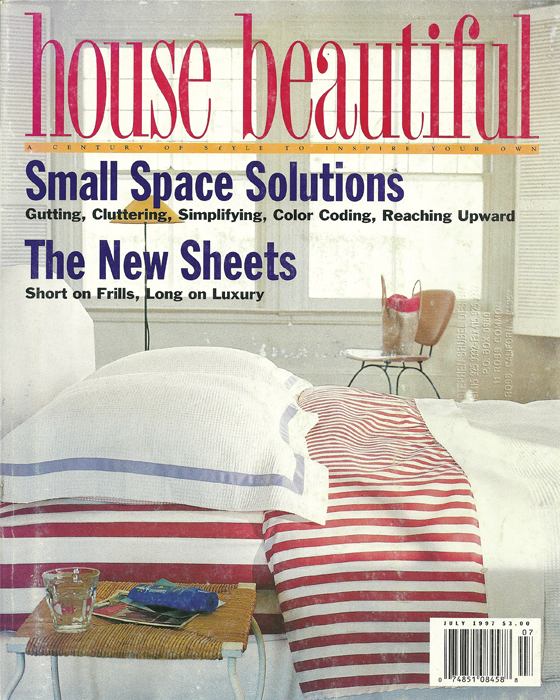 house beautiful
A CENTURY OF STYLE TO INSPIRE YOUR OWN
Small Space Solutions
Gutting, Cluttering, Simplifying, Color Coding, Reaching Upward
The New Sheets
Short on Frills, Long on Luxury
JULY 1997 $3.00
07
0 74851 08458 8